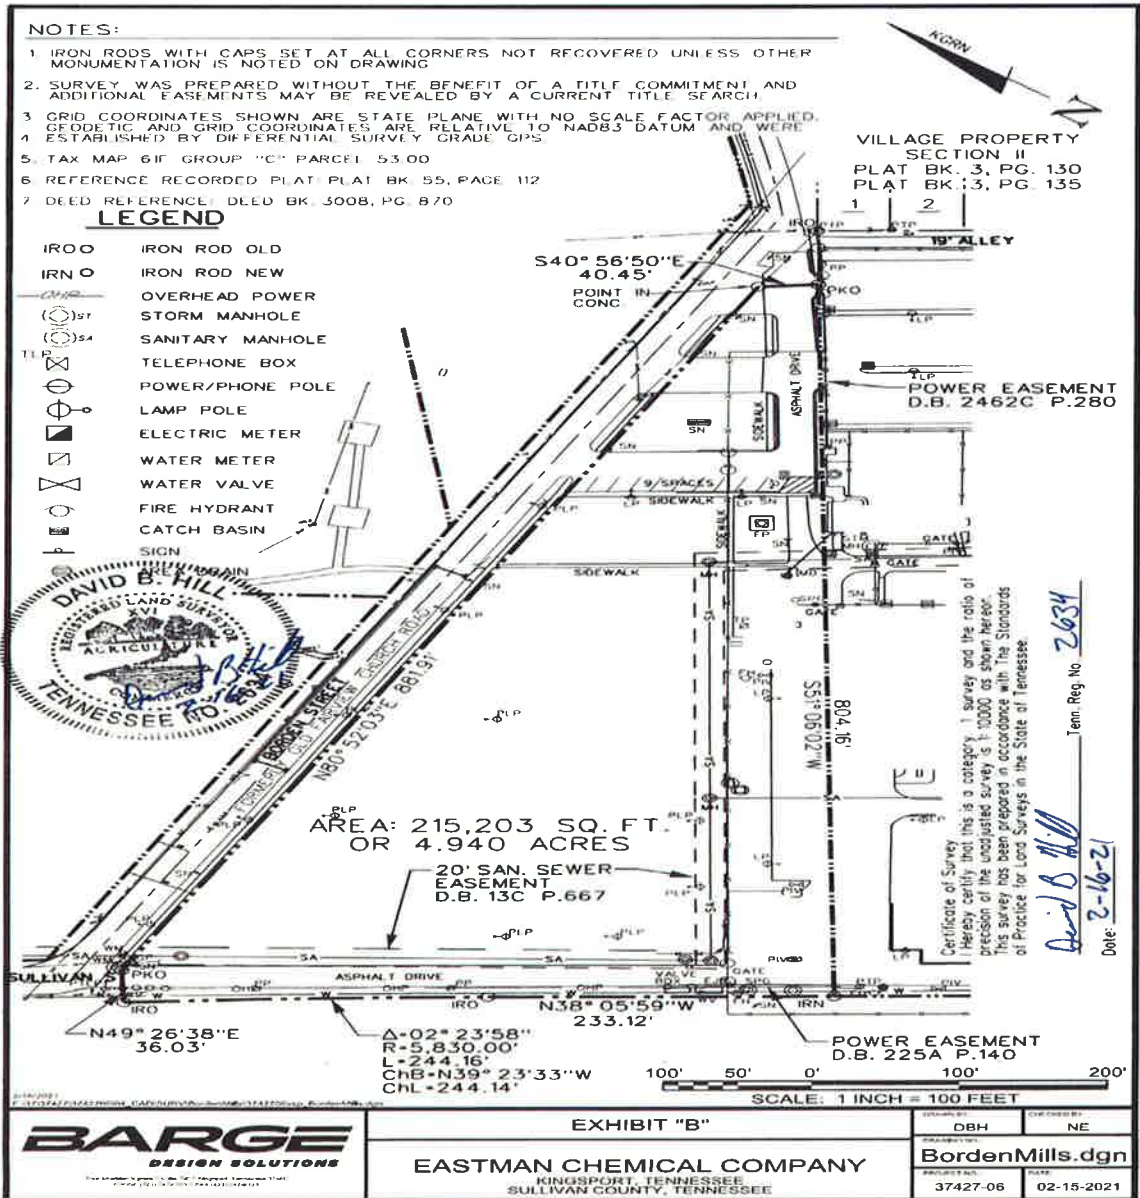 NOTES:
1 IRON RODS WITH CAPS SET AT ALL CORNERS NOT RECOVERED UNLESS OTHER
MONUMENTATION IS NOTED ON DRAWING
2. SURVEY WAS PREPARED WITHOUT THE BENEFIT OF A TITLE COMMITMENT AND
ADDITIONAL EASEMENTS MAY BE REVEALED BY A CURRENT TITLE SEARCH.
3 GRID COORDINATES SHOWN ARE STATE PLANE WITH NO SCALE FACTOR APPLIED.
GEODETIC AND GRID COORDINATES ARE RELATIVE TO NAD83 DATUM AND WERE
4 ESTABLISHED BY DIFFERENTIAL SURVEY GRADE GPS
5. TAX MAP 61F GROUP "C" PARCEL 53.00
6 REFERENCE RECORDED PLAT PLAT BK. 55, PAGE 112
7 DEED REFERENCE: DEED BK. 3008, PG. 870
KGRN
N
VILLAGE PROPERTY
SECTION II
PLAT BK. 3, PG. 130
PLAT BK. 3, PG. 135
1 2
IRO
19' ALLEY
LEGEND
IRO IRON ROD OLD
IRN IRON ROD NEW
OHP OVERHEAD POWER
ST STORM MANHOLE
SA SANITARY MANHOLE
TELEPHONE BOX
POWER/PHONE POLE
LAMP POLE
ELECTRIC METER
WATER METER
WATER VALVE
FIRE HYDRANT
CATCH BASIN
SIGN
S40° 56'50"E
40.45'
POINT IN
CONC.
PKO
ASPHALT DRIVE
SIDEWALK
POWER EASEMENT
D.B. 2462C P.280
9 SPACES
SIDEWALK
SIDEWALK
FP
GATE
GATE
SIDEWALK
DAVID B. HILL
REGISTERED LAND SURVEYOR
XVI
AGRICULTURE
TENNESSEE NO. 2634
BORDEN STREET
FORMERLY OLD FAIRVIEW CHURCH ROAD
N80° 52'03"E 881.91'
804.16'
S51° 06'02"W
AREA: 215,203 SQ. FT.
OR 4.940 ACRES
20' SAN. SEWER
EASEMENT
D.B. 13C P.667
Certificate of Survey
I Hereby certify that this is a category 1 survey and the ratio of
precision of the unadjusted survey is 1: 10000 as shown hereon.
This survey has been prepared in accordance with The Standards
of Practice for Land Surveys in the State of Tennessee.
David B Hill Tenn. Reg. No. 2634
Date: 2-16-21
SULLIVAN
PKO
IRO
ASPHALT DRIVE
IRO
VALVE
GATE
IRN
N49° 26'38"E
36.03'
N38° 05'59"W
233.12'
Δ=02° 23'58"
R=5,830.00'
L=244.16'
ChB=N39° 23'33"W
ChL=244.14'
POWER EASEMENT
D.B. 225A P.140
100' 50' 0' 100' 200'
SCALE: 1 INCH = 100 FEET
BARGE
DESIGN SOLUTIONS
EXHIBIT "B"
EASTMAN CHEMICAL COMPANY
KINGSPORT, TENNESSEE
SULLIVAN COUNTY, TENNESSEE
DBH
NE
BordenMills.dgn
37427-06
DATE:
02-15-2021